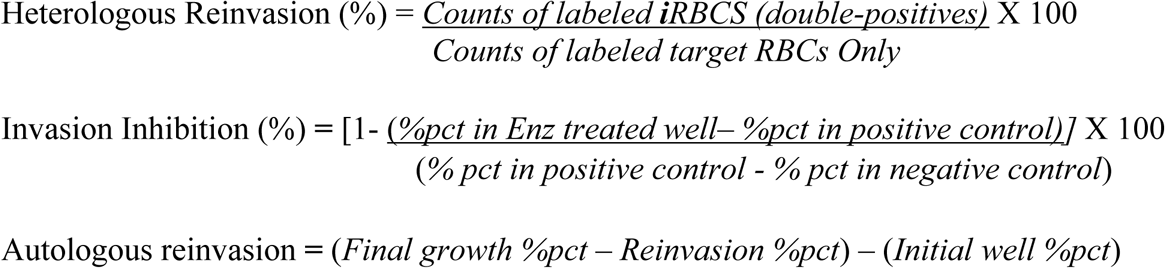 Heterologous Reinvasion (%) = Counts of labeled iRBCS (double-positives) X 100
Counts of labeled target RBCs Only
Invasion Inhibition (%) = [1- (%pct in Enz treated well– %pct in positive control)] X 100
(% pct in positive control - % pct in negative control)
Autologous reinvasion = (Final growth %pct – Reinvasion %pct) – (Initial well %pct)